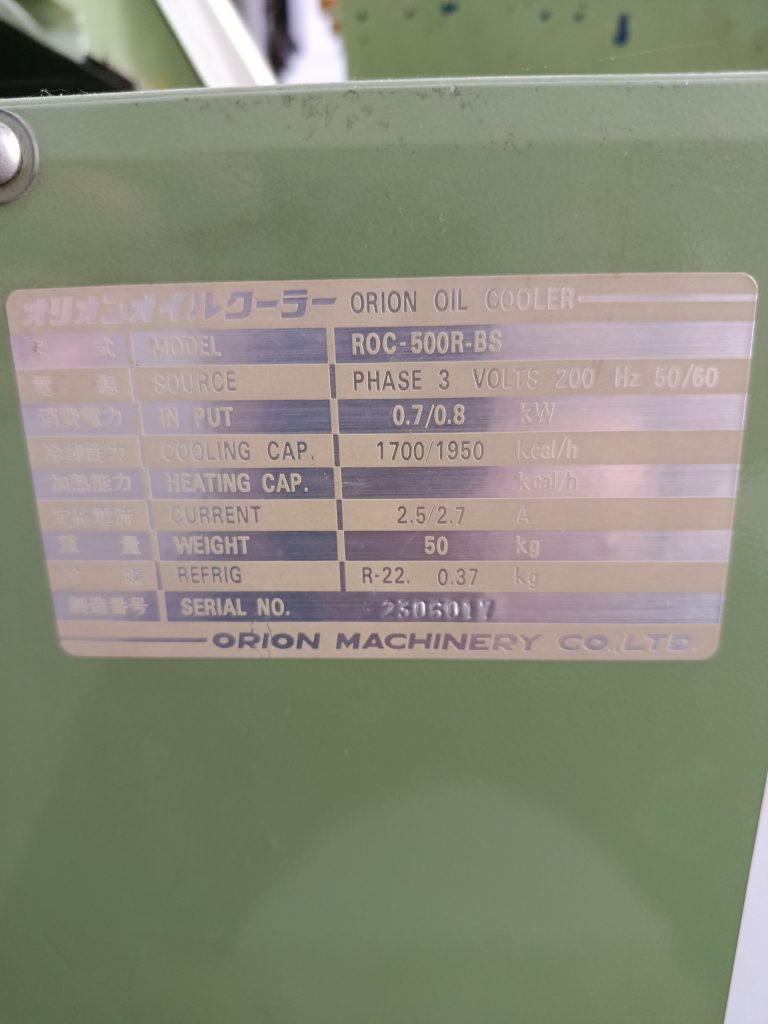 オリオンオイルクーラー ORION OIL COOLER
型 式 MODEL ROC-500R-BS
電 源 SOURCE PHASE 3 VOLTS 200 Hz 50/60
消費電力 IN PUT 0.7/0.8 kW
冷却能力 COOLING CAP. 1700/1950 kcal/h
加熱能力 HEATING CAP. kcal/h
定格電流 CURRENT 2.5/2.7 A
重 量 WEIGHT 50 kg
冷 媒 REFRIG R-22. 0.37 kg
製造番号 SERIAL NO. 2306017
ORION MACHINERY CO.,LTD.